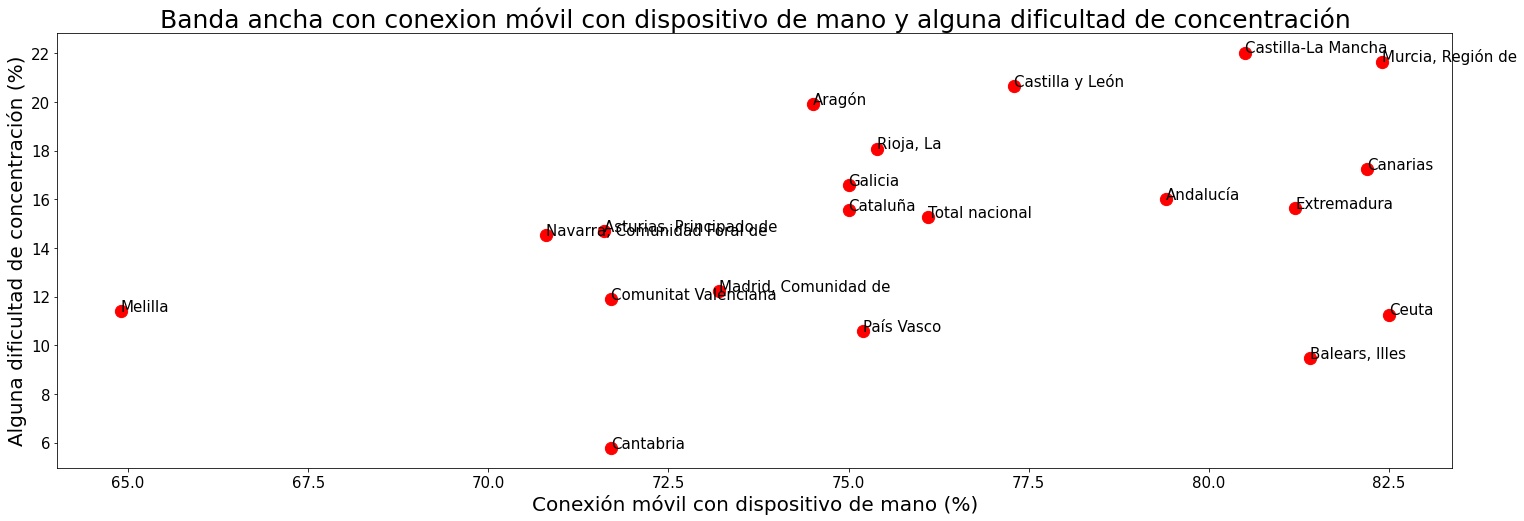 Banda ancha con conexion móvil con dispositivo de mano y alguna dificultad de concentración
Alguna dificultad de concentración (%)
22
20
18
16
14
12
10
8
6
Castilla-La Mancha
Murcia, Región de
Castilla y León
Aragón
Rioja, La
Canarias
Galicia
Andalucía
Cataluña
Extremadura
Total nacional
Asturias, Principado de
Navarra, Comunidad Foral de
Madrid, Comunidad de
Comunitat Valenciana
Melilla
Ceuta
País Vasco
Balears, Illes
Cantabria
65.0 67.5 70.0 72.5 75.0 77.5 80.0 82.5
Conexión móvil con dispositivo de mano (%)